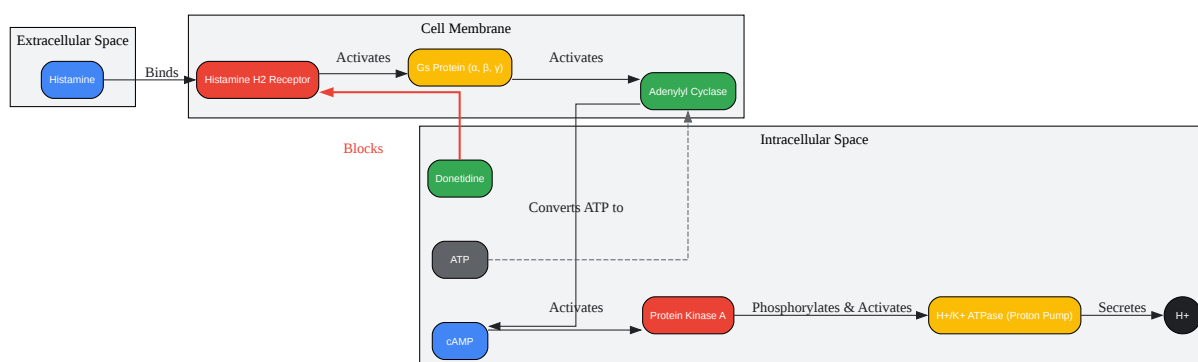 Extracellular Space
Histamine
Binds
Cell Membrane
Histamine H2 Receptor
Activates
Gs Protein (α, β, γ)
Activates
Adenylyl Cyclase
Blocks
Intracellular Space
Donetidine
Converts ATP to
ATP
cAMP
Activates
Protein Kinase A
Phosphorylates & Activates
H+/K+ ATPase (Proton Pump)
Secretes
H+